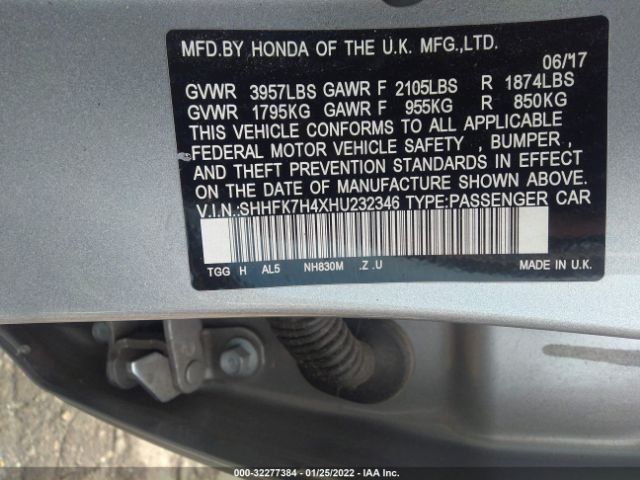 MFD.BY HONDA OF THE U.K. MFG.,LTD.
06/17
GVWR 3957LBS GAWR F 2105LBS R 1874LBS
GVWR 1795KG GAWR F 955KG R 850KG
THIS VEHICLE CONFORMS TO ALL APPLICABLE
FEDERAL MOTOR VEHICLE SAFETY , BUMPER ,
AND THEFT PREVENTION STANDARDS IN EFFECT
ON THE DATE OF MANUFACTURE SHOWN ABOVE.
V.I.N.:SHHFK7H4XHU232346 TYPE:PASSENGER CAR
TGG H AL5 NH830M .Z .U MADE IN U.K.
000-32277384 - 01/25/2022 - IAA Inc.